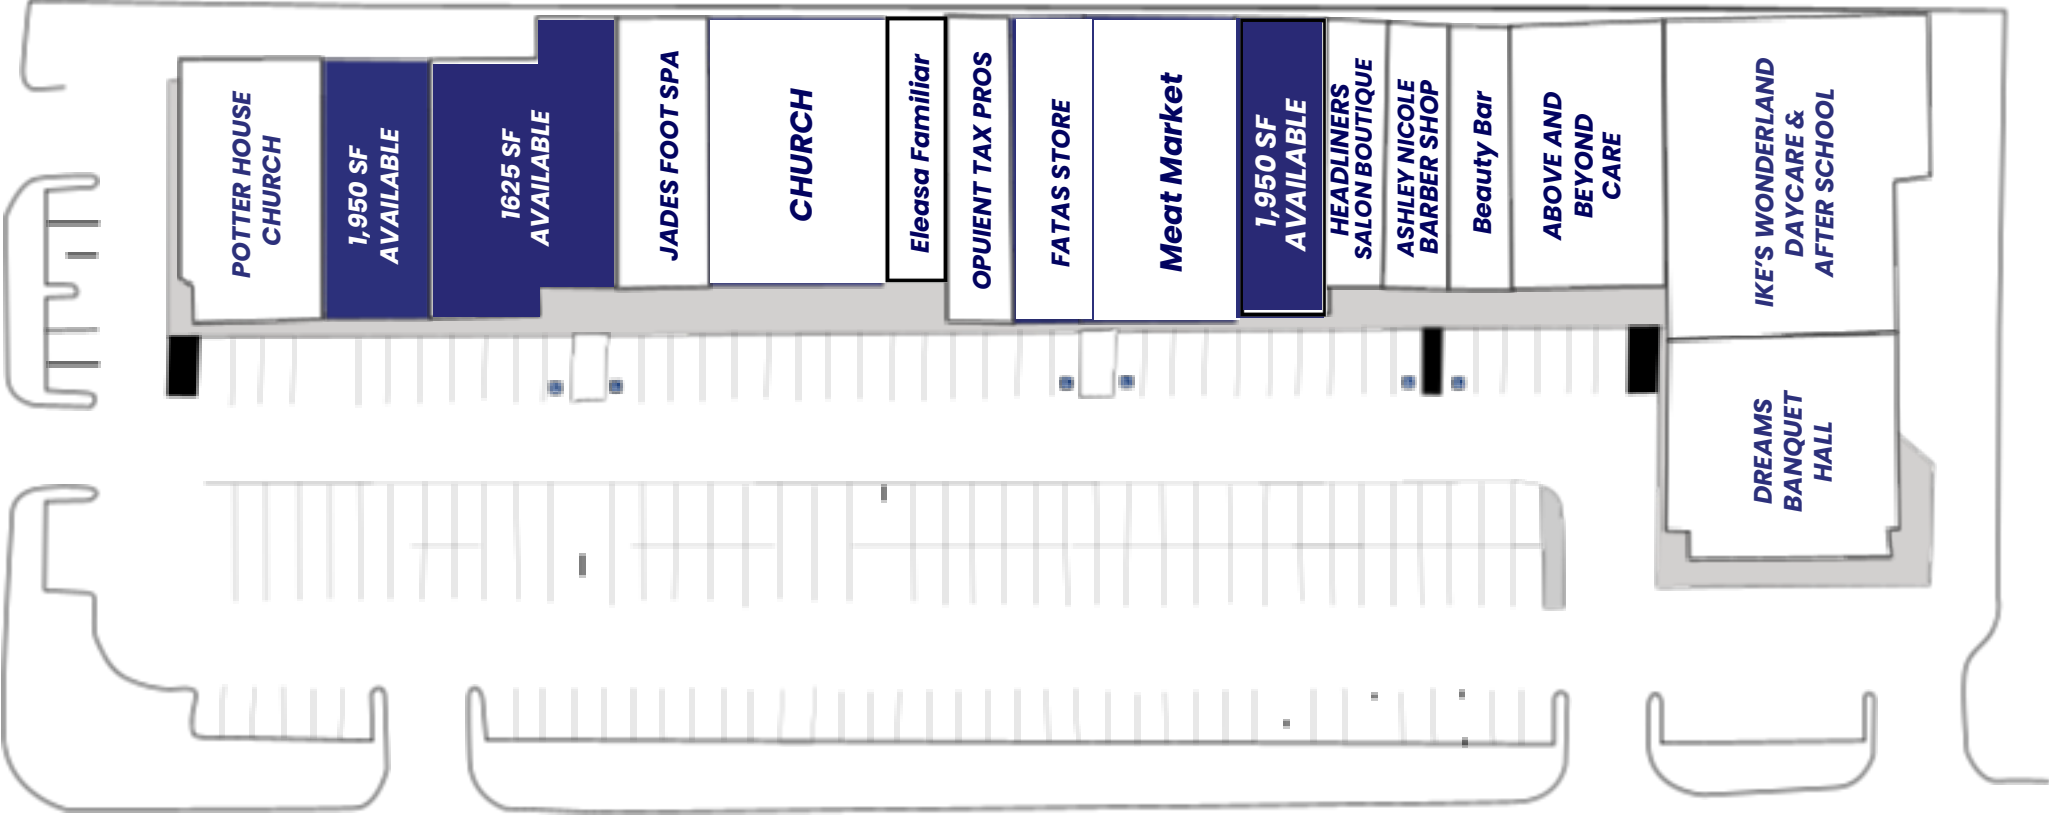 POTTER HOUSE
CHURCH
1,950 SF
AVAILABLE
1625 SF
AVAILABLE
JADES FOOT SPA
CHURCH
Eleasa Familiar
OPUIENT TAX PROS
FATAS STORE
Meat Market
1,950 SF
AVAILABLE
HEADLINERS
SALON BOUTIQUE
ASHLEY NICOLE
BARBER SHOP
Beauty Bar
ABOVE AND
BEYOND
CARE
IKE'S WONDERLAND
DAYCARE &
AFTER SCHOOL
DREAMS
BANQUET
HALL